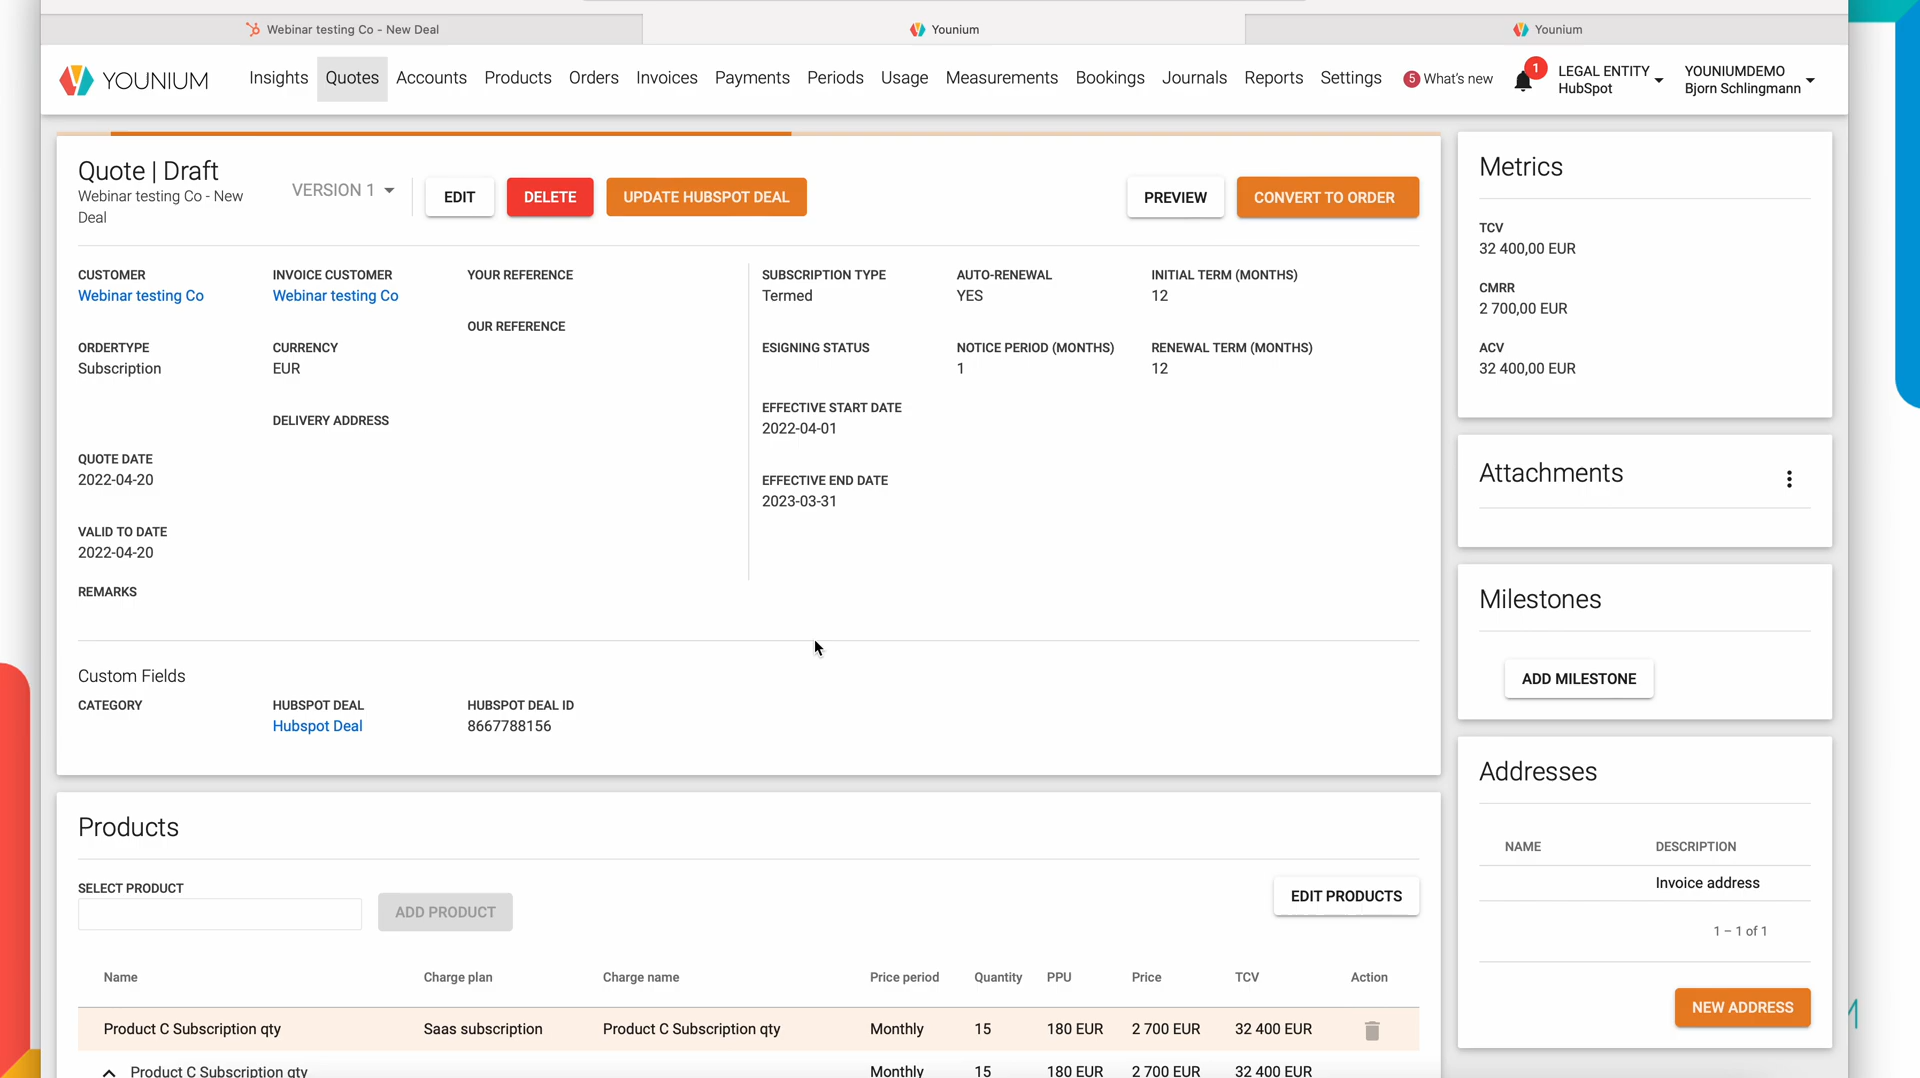 Webinar testing Co - New Deal
Younium
Younium
YOUNIUM
Insights
Quotes
Accounts
Products
Orders
Invoices
Payments
Periods
Usage
Measurements
Bookings
Journals
Reports
Settings
5 What's new
1
LEGAL ENTITY
HubSpot
YOUNIUMDEMO
Bjorn Schlingmann
Quote | Draft
Webinar testing Co - New
Deal
VERSION 1
EDIT
DELETE
UPDATE HUBSPOT DEAL
PREVIEW
CONVERT TO ORDER
CUSTOMER
Webinar testing Co
INVOICE CUSTOMER
Webinar testing Co
YOUR REFERENCE
OUR REFERENCE
ORDERTYPE
Subscription
CURRENCY
EUR
DELIVERY ADDRESS
QUOTE DATE
2022-04-20
VALID TO DATE
2022-04-20
REMARKS
SUBSCRIPTION TYPE
Termed
AUTO-RENEWAL
YES
INITIAL TERM (MONTHS)
12
ESIGNING STATUS
NOTICE PERIOD (MONTHS)
1
RENEWAL TERM (MONTHS)
12
EFFECTIVE START DATE
2022-04-01
EFFECTIVE END DATE
2023-03-31
Custom Fields
CATEGORY
HUBSPOT DEAL
Hubspot Deal
HUBSPOT DEAL ID
8667788156
Products
SELECT PRODUCT
ADD PRODUCT
EDIT PRODUCTS
Name Charge plan Charge name Price period Quantity PPU Price TCV Action
Product C Subscription qty Saas subscription Product C Subscription qty Monthly 15 180 EUR 2 700 EUR 32 400 EUR
Product C Subscription qty Monthly 15 180 EUR 2 700 EUR 32 400 EUR
Metrics
TCV
32 400,00 EUR
CMRR
2 700,00 EUR
ACV
32 400,00 EUR
Attachments
Milestones
ADD MILESTONE
Addresses
NAME DESCRIPTION
Invoice address
1 – 1 of 1
NEW ADDRESS